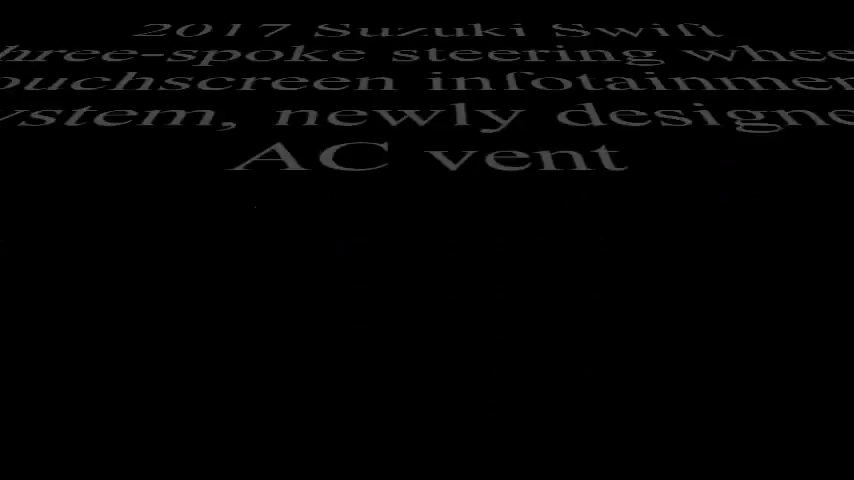 2017 Suzuki Swift
hree-spoke steering whee
ouchscreen infotainmen
ystem, newly designe
AC vent